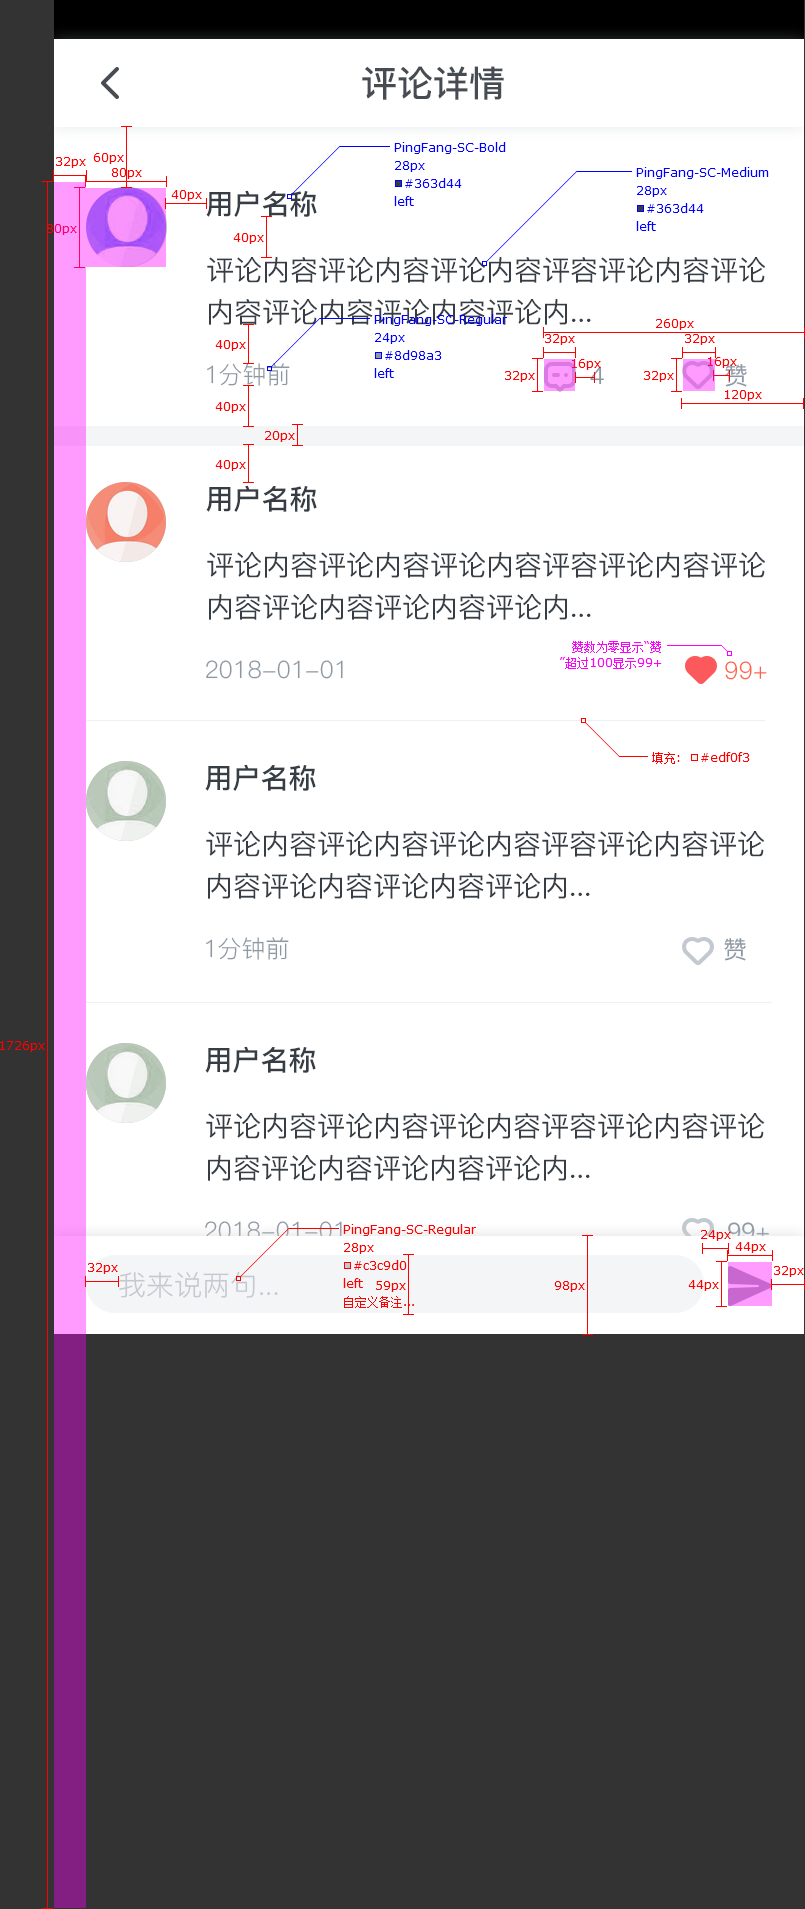 评论详情
PingFang-SC-Bold
28px
#363d44
left
PingFang-SC-Medium
28px
#363d44
left
32px
60px
80px
40px
80px
用户名称
40px
评论内容评论内容评论内容评容评论内容评论
内容评论内容评论内容评论内...
PingFang-SC-Regular
24px
#8d98a3
left
260px
40px
1分钟前
32px
32px
16px
4
32px
32px
16px
赞
120px
40px
20px
40px
用户名称
评论内容评论内容评论内容评容评论内容评论
内容评论内容评论内容评论内...
赞数为零显示“赞
”超过100显示99+
2018-01-01
99+
填充: #edf0f3
用户名称
评论内容评论内容评论内容评容评论内容评论
内容评论内容评论内容评论内...
1分钟前
赞
1726px
用户名称
评论内容评论内容评论内容评容评论内容评论
内容评论内容评论内容评论内...
2018-01-01
99+
PingFang-SC-Regular
28px
#c3c9d0
left
自定义备注...
32px
我来说两句...
59px
98px
24px
44px
44px
32px